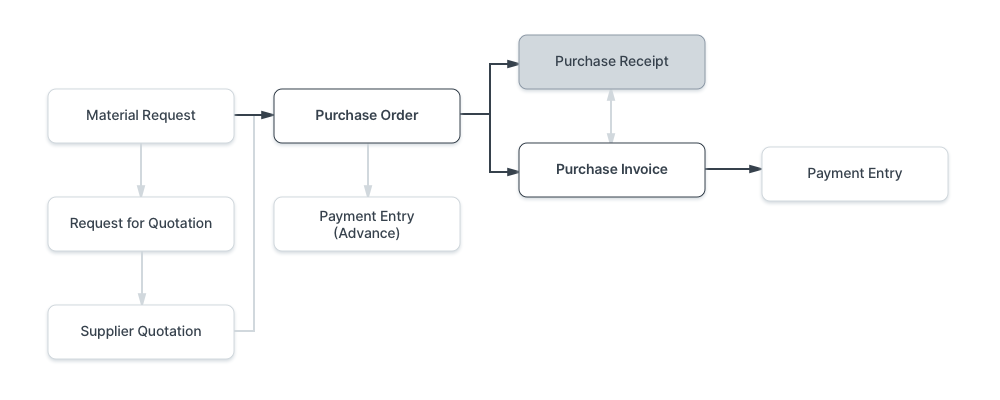 Purchase Receipt
Material Request
Purchase Order
Purchase Invoice
Payment Entry
Request for Quotation
Payment Entry
(Advance)
Supplier Quotation